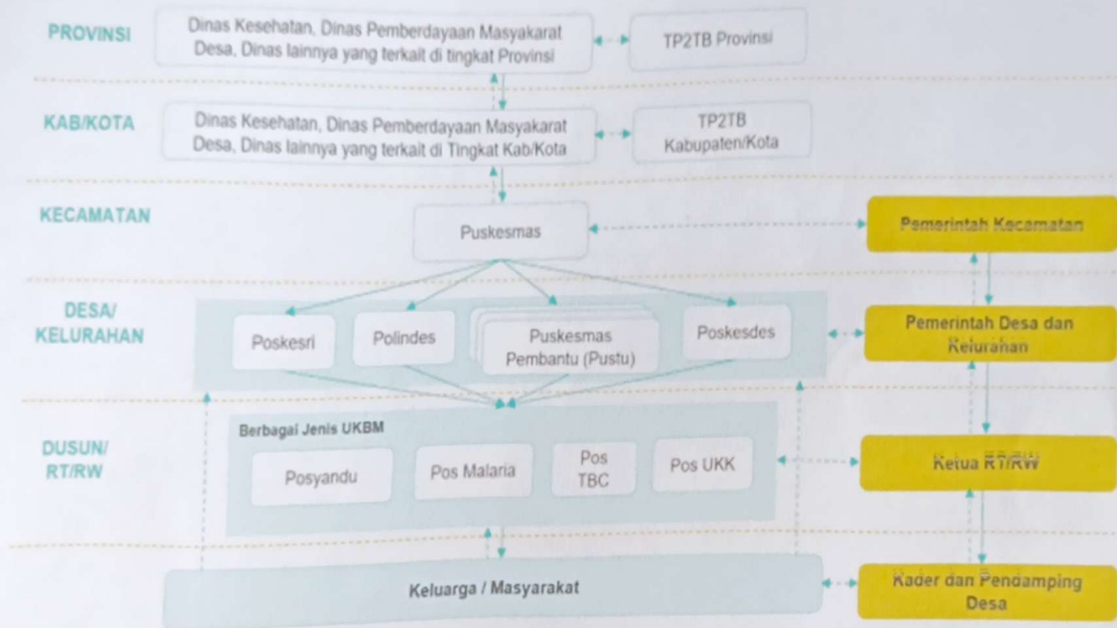 PROVINSI
Dinas Kesehatan, Dinas Pemberdayaan Masyakarat
Desa, Dinas lainnya yang terkait di tingkat Provinsi
TP2TB Provinsi
KAB/KOTA
Dinas Kesehatan, Dinas Pemberdayaan Masyakarat
Desa, Dinas lainnya yang terkait di Tingkat Kab/Kota
TP2TB
Kabupaten/Kota
KECAMATAN
Puskesmas
Pemerintah Kecamatan
DESA/
KELURAHAN
Poskesri
Polindes
Puskesmas
Pembantu (Pustu)
Poskesdes
Pemerintah Desa dan
Kelurahan
DUSUN/
RT/RW
Berbagai Jenis UKBM
Posyandu
Pos Malaria
Pos
TBC
Pos UKK
Ketua RT/RW
Keluarga / Masyarakat
Kader dan Pendamping
Desa